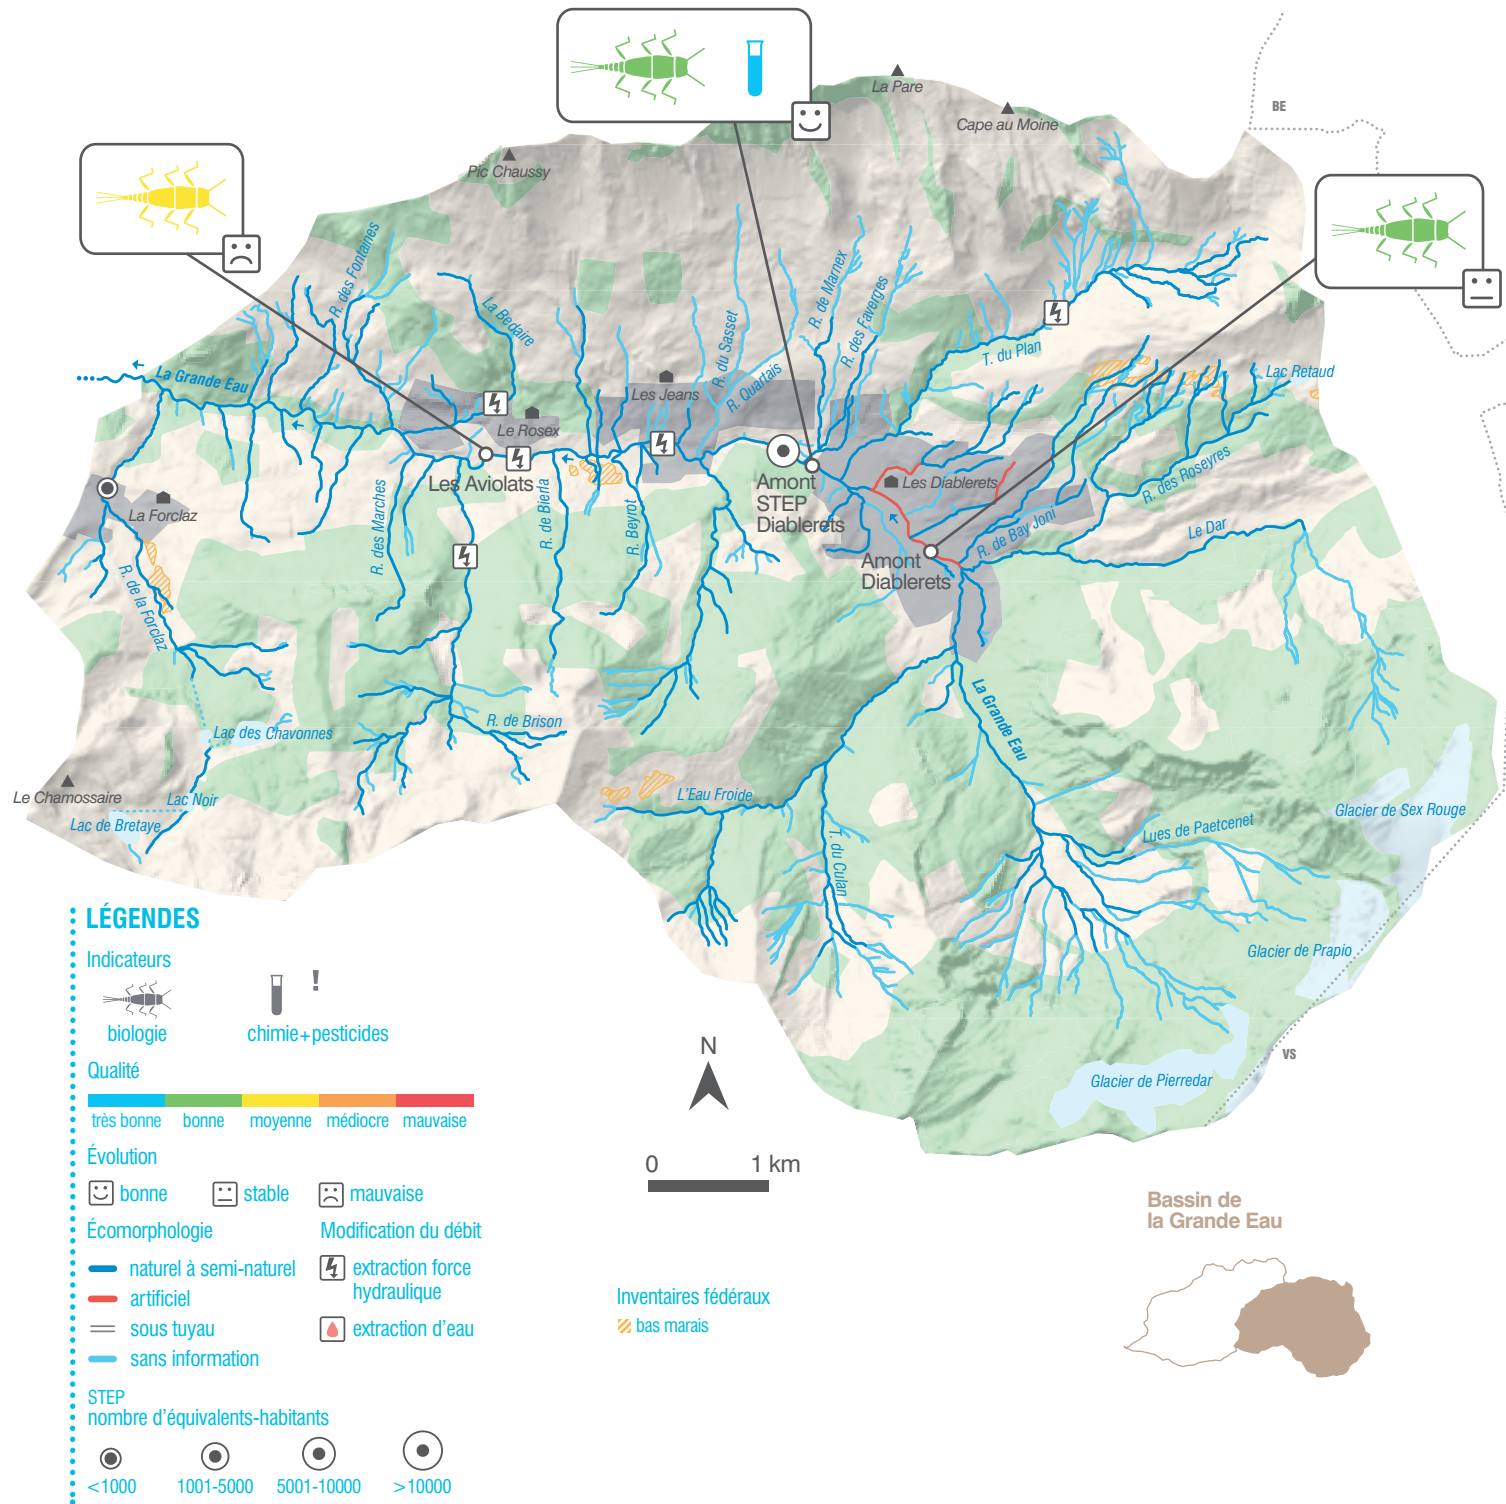 La Pare
Cape au Moine
BE
Pic Chaussy
R. des Fontaines
La Bedaire
R. du Sasset
R. Quartais
R. de Marnex
R. des Faverges
T. du Plan
Lac Retaud
La Grande Eau
Les Jeans
Le Rosex
Les Aviolats
Amont
STEP
Diablerets
Les Diablerets
R. des Roseyres
R. de Bay Joni
Le Dar
Amont
Diablerets
La Forclaz
R. de la Forclaz
R. des Marches
R. de Bierla
R. Beyrot
R. de Brison
Lac des Chavonnes
Le Chamossaire
Lac Noir
Lac de Bretaye
L'Eau Froide
La Grande Eau
T. du Culan
Lues de Paetcenet
Glacier de Sex Rouge
Glacier de Prapio
Glacier de Pierredar
VS
LÉGENDES
Indicateurs
!
biologie
chimie+pesticides
Qualité
très bonne bonne moyenne médiocre mauvaise
Évolution
bonne stable mauvaise
Écomorphologie
naturel à semi-naturel
artificiel
sous tuyau
sans information
Modification du débit
extraction force
hydraulique
extraction d'eau
STEP
nombre d'équivalents-habitants
<1000 1001-5000 5001-10000 >10000
N
0 1 km
Inventaires fédéraux
bas marais
Bassin de
la Grande Eau